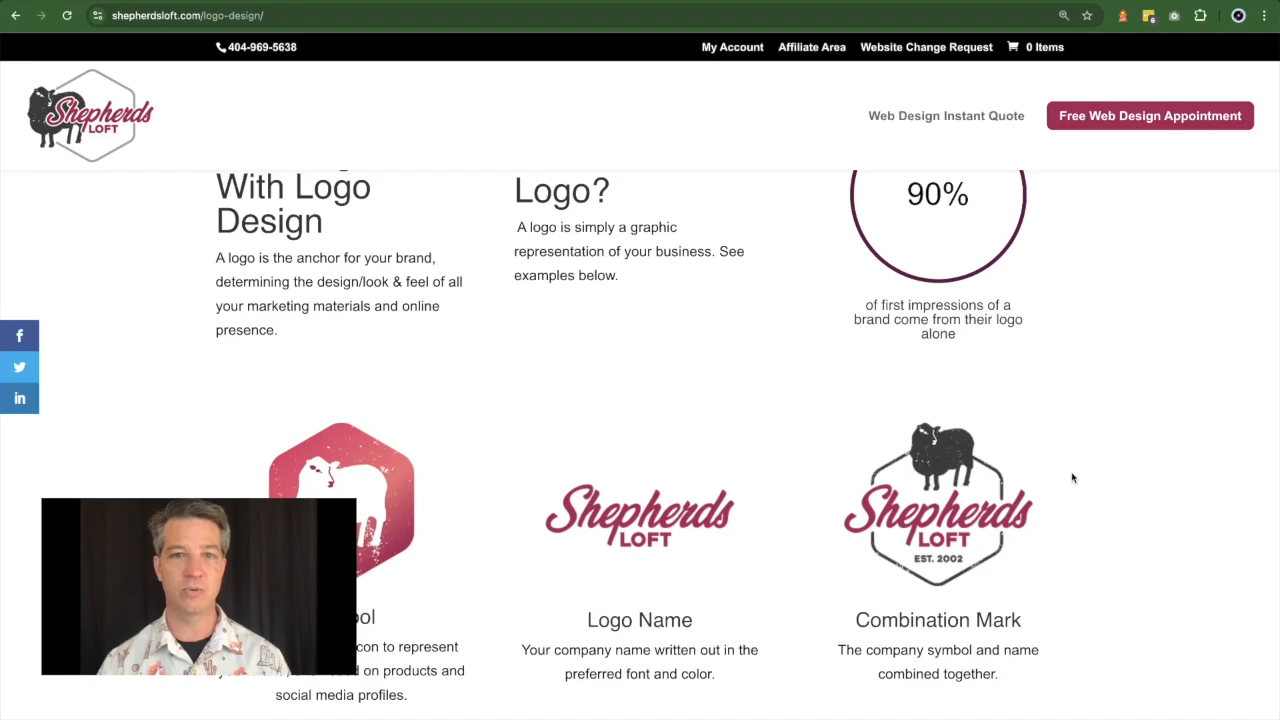 shepherdsloft.com/logo-design/
6
404-969-5638
My Account
Affiliate Area
Website Change Request
0 Items
Shepherds
LOFT
Web Design Instant Quote
Free Web Design Appointment
With Logo
Design
A logo is the anchor for your brand,
determining the design/look & feel of all
your marketing materials and online
presence.
Logo?
A logo is simply a graphic
representation of your business. See
examples below.
90%
of first impressions of a
brand come from their logo
alone
f
in
Shepherds
LOFT
Logo Name
Your company name written out in the
preferred font and color.
Shepherds
LOFT
EST. 2002
Combination Mark
The company symbol and name
combined together.
con to represent
on products and
social media profiles.